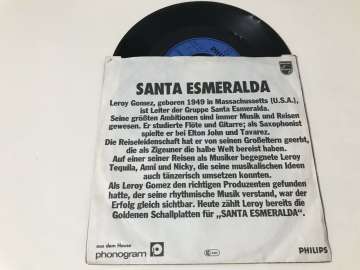 SANTA ESMERALDA
Leroy Gomez, geboren 1949 in Massachussetts (U.S.A.),
ist Leiter der Gruppe Santa Esmeralda.
Seine größten Ambitionen sind immer Musik und Reisen
gewesen. Er studierte Flöte und Gitarre; als Saxophonist
spielte er bei Elton John und Tavarez.
Die Reiseleidenschaft hat er von seinen Großeltern geerbt,
die als Zigeuner die halbe Welt bereist haben.
Auf einer seiner Reisen als Musiker begegnete Leroy
Tequila, Anni und Nicky, die seine musikalischen Ideen
auch tänzerisch umsetzen konnten.
Als Leroy Gomez den richtigen Produzenten gefunden
hatte, der seine rhythmische Musik verstand, war der
Erfolg gleich sichtbar. Heute zählt Leroy bereits die
Goldenen Schallplatten für „SANTA ESMERALDA“.
aus dem Hause
phonogram
PHILIPS